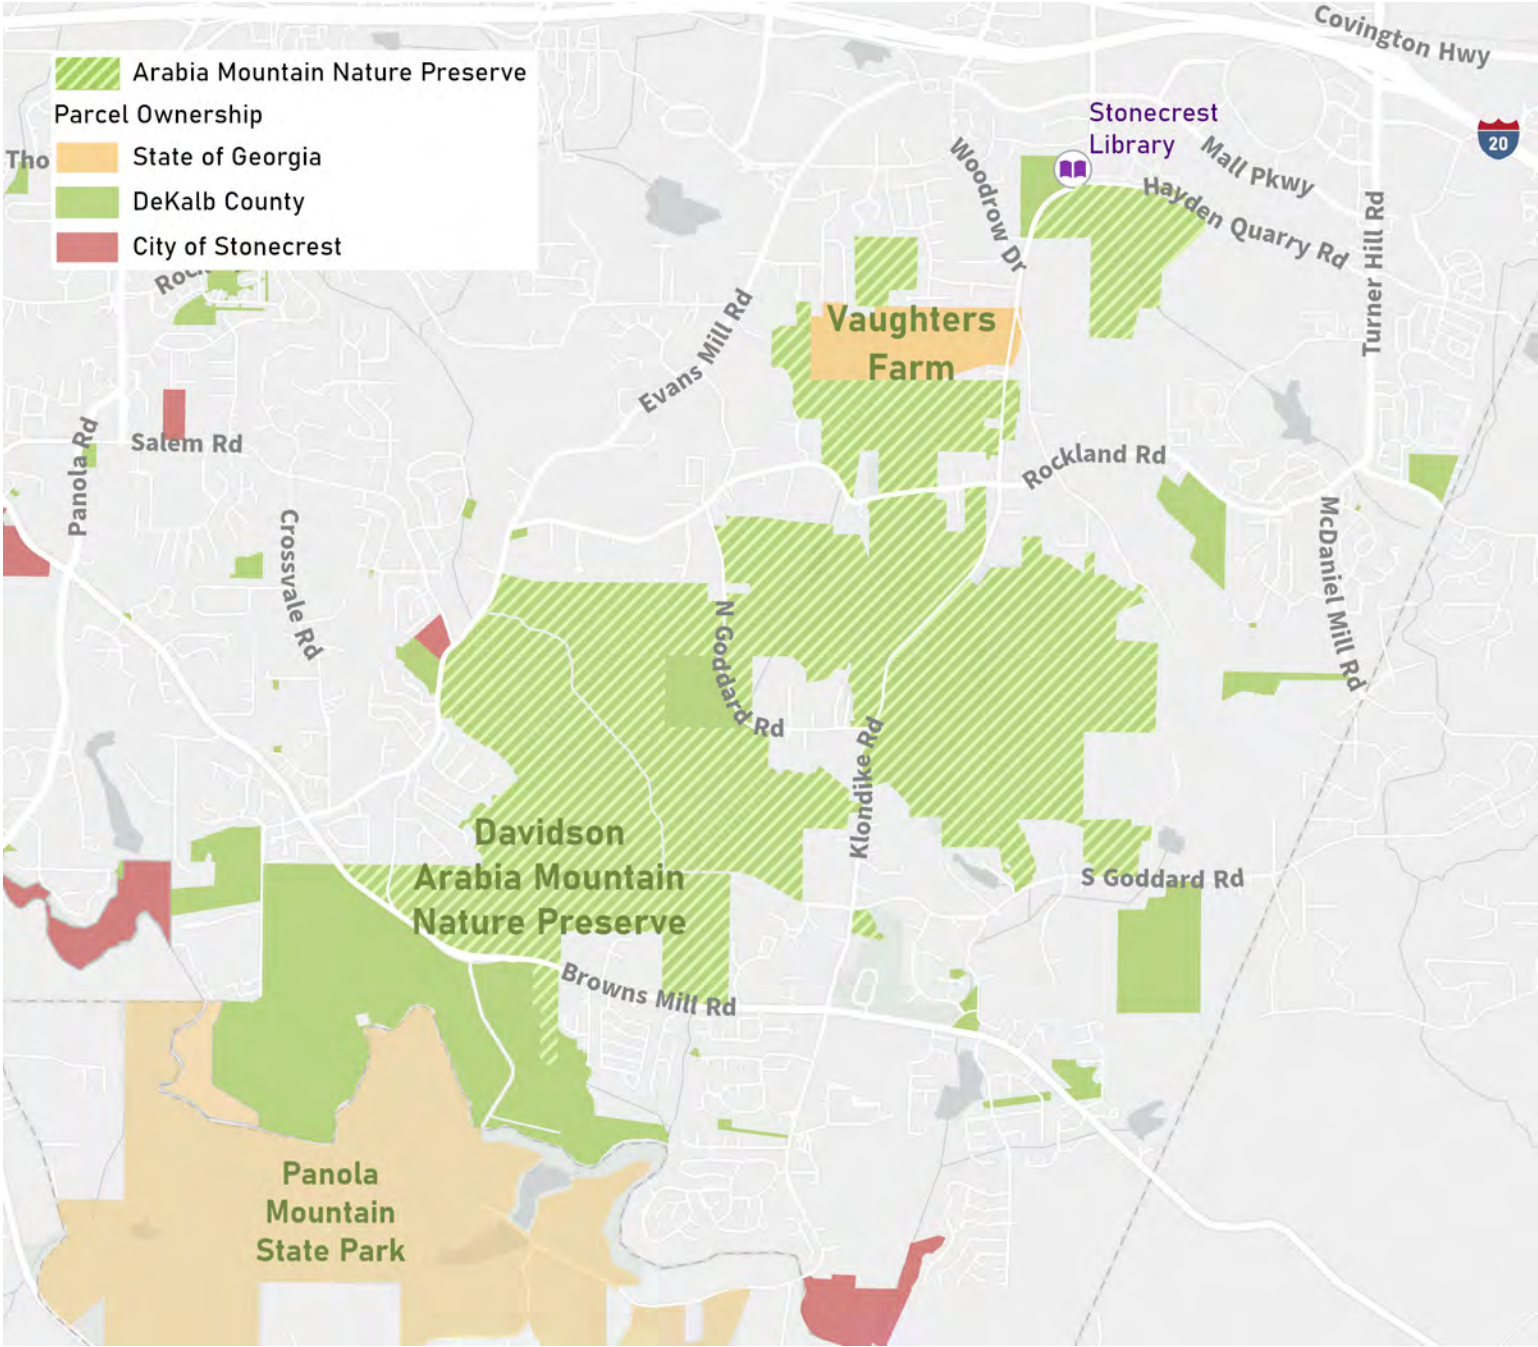 Arabia Mountain Nature Preserve
Parcel Ownership
State of Georgia
DeKalb County
City of Stonecrest
Covington Hwy
20
Stonecrest
Library
Mall Pkwy
Hayden Quarry Rd
Woodrow Dr
Turner Hill Rd
Tho
Evans Mill Rd
Vaughters
Farm
Salem Rd
Panola Rd
Rockland Rd
Crossvale Rd
McDaniel Mill Rd
N Goddard Rd
Klondike Rd
Davidson
Arabia Mountain
Nature Preserve
S Goddard Rd
Browns Mill Rd
Panola
Mountain
State Park